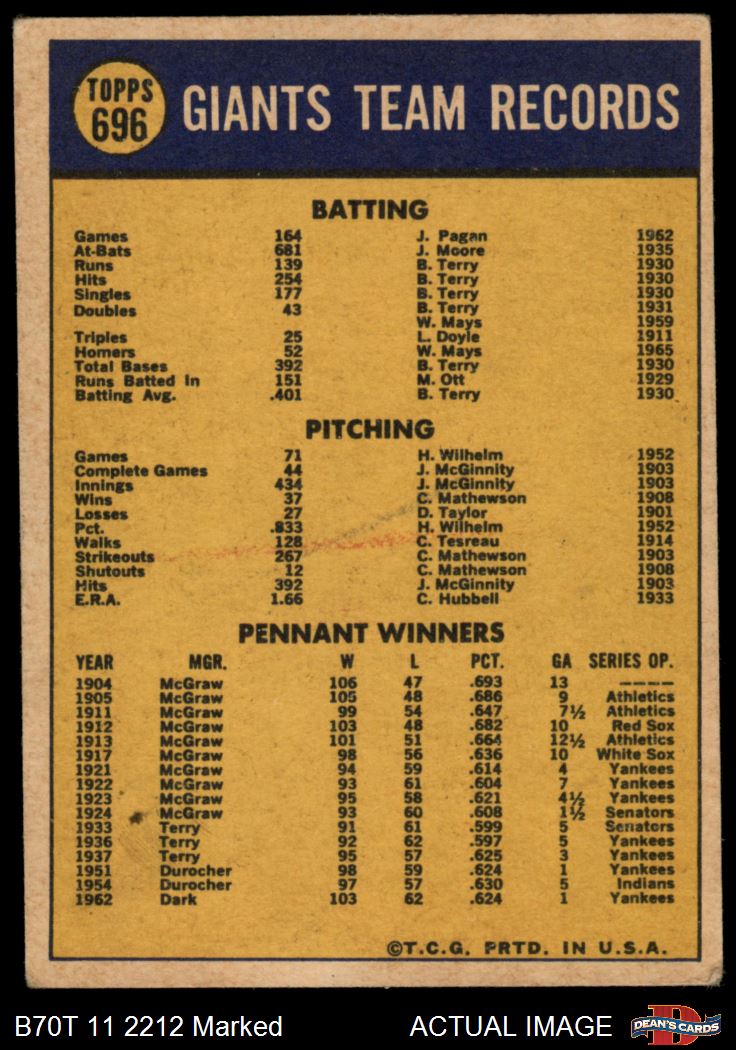 TOPPS
696
GIANTS TEAM RECORDS
BATTING
Games 164 J. Pagan 1962
At-Bats 681 J. Moore 1935
Runs 139 B. Terry 1930
Hits 254 B. Terry 1930
Singles 177 B. Terry 1930
Doubles 43 B. Terry 1931
W. Mays 1959
Triples 25 L. Doyle 1911
Homers 52 W. Mays 1965
Total Bases 392 B. Terry 1930
Runs Batted In 151 M. Ott 1929
Batting Avg. .401 B. Terry 1930
PITCHING
Games 71 H. Wilhelm 1952
Complete Games 44 J. McGinnity 1903
Innings 434 J. McGinnity 1903
Wins 37 C. Mathewson 1908
Losses 27 D. Taylor 1901
Pct. .833 H. Wilhelm 1952
Walks 128 C. Tesreau 1914
Strikeouts 267 C. Mathewson 1903
Shutouts 12 C. Mathewson 1908
Hits 392 J. McGinnity 1903
E.R.A. 1.66 C. Hubbell 1933
PENNANT WINNERS
YEAR MGR. W L PCT. GA SERIES OP.
1904 McGraw 106 47 .693 13 ----
1905 McGraw 105 48 .686 9 Athletics
1911 McGraw 99 54 .647 7½ Athletics
1912 McGraw 103 48 .682 10 Red Sox
1913 McGraw 101 51 .664 12½ Athletics
1917 McGraw 98 56 .636 10 White Sox
1921 McGraw 94 59 .614 4 Yankees
1922 McGraw 93 61 .604 7 Yankees
1923 McGraw 95 58 .621 4½ Yankees
1924 McGraw 93 60 .608 1½ Senators
1933 Terry 91 61 .599 5 Senators
1936 Terry 92 62 .597 5 Yankees
1937 Terry 95 57 .625 3 Yankees
1951 Durocher 98 59 .624 1 Yankees
1954 Durocher 97 57 .630 5 Indians
1962 Dark 103 62 .624 1 Yankees
©T.C.G. PRTD. IN U.S.A.
B70T 11 2212 Marked ACTUAL IMAGE D DEAN'S CARDS